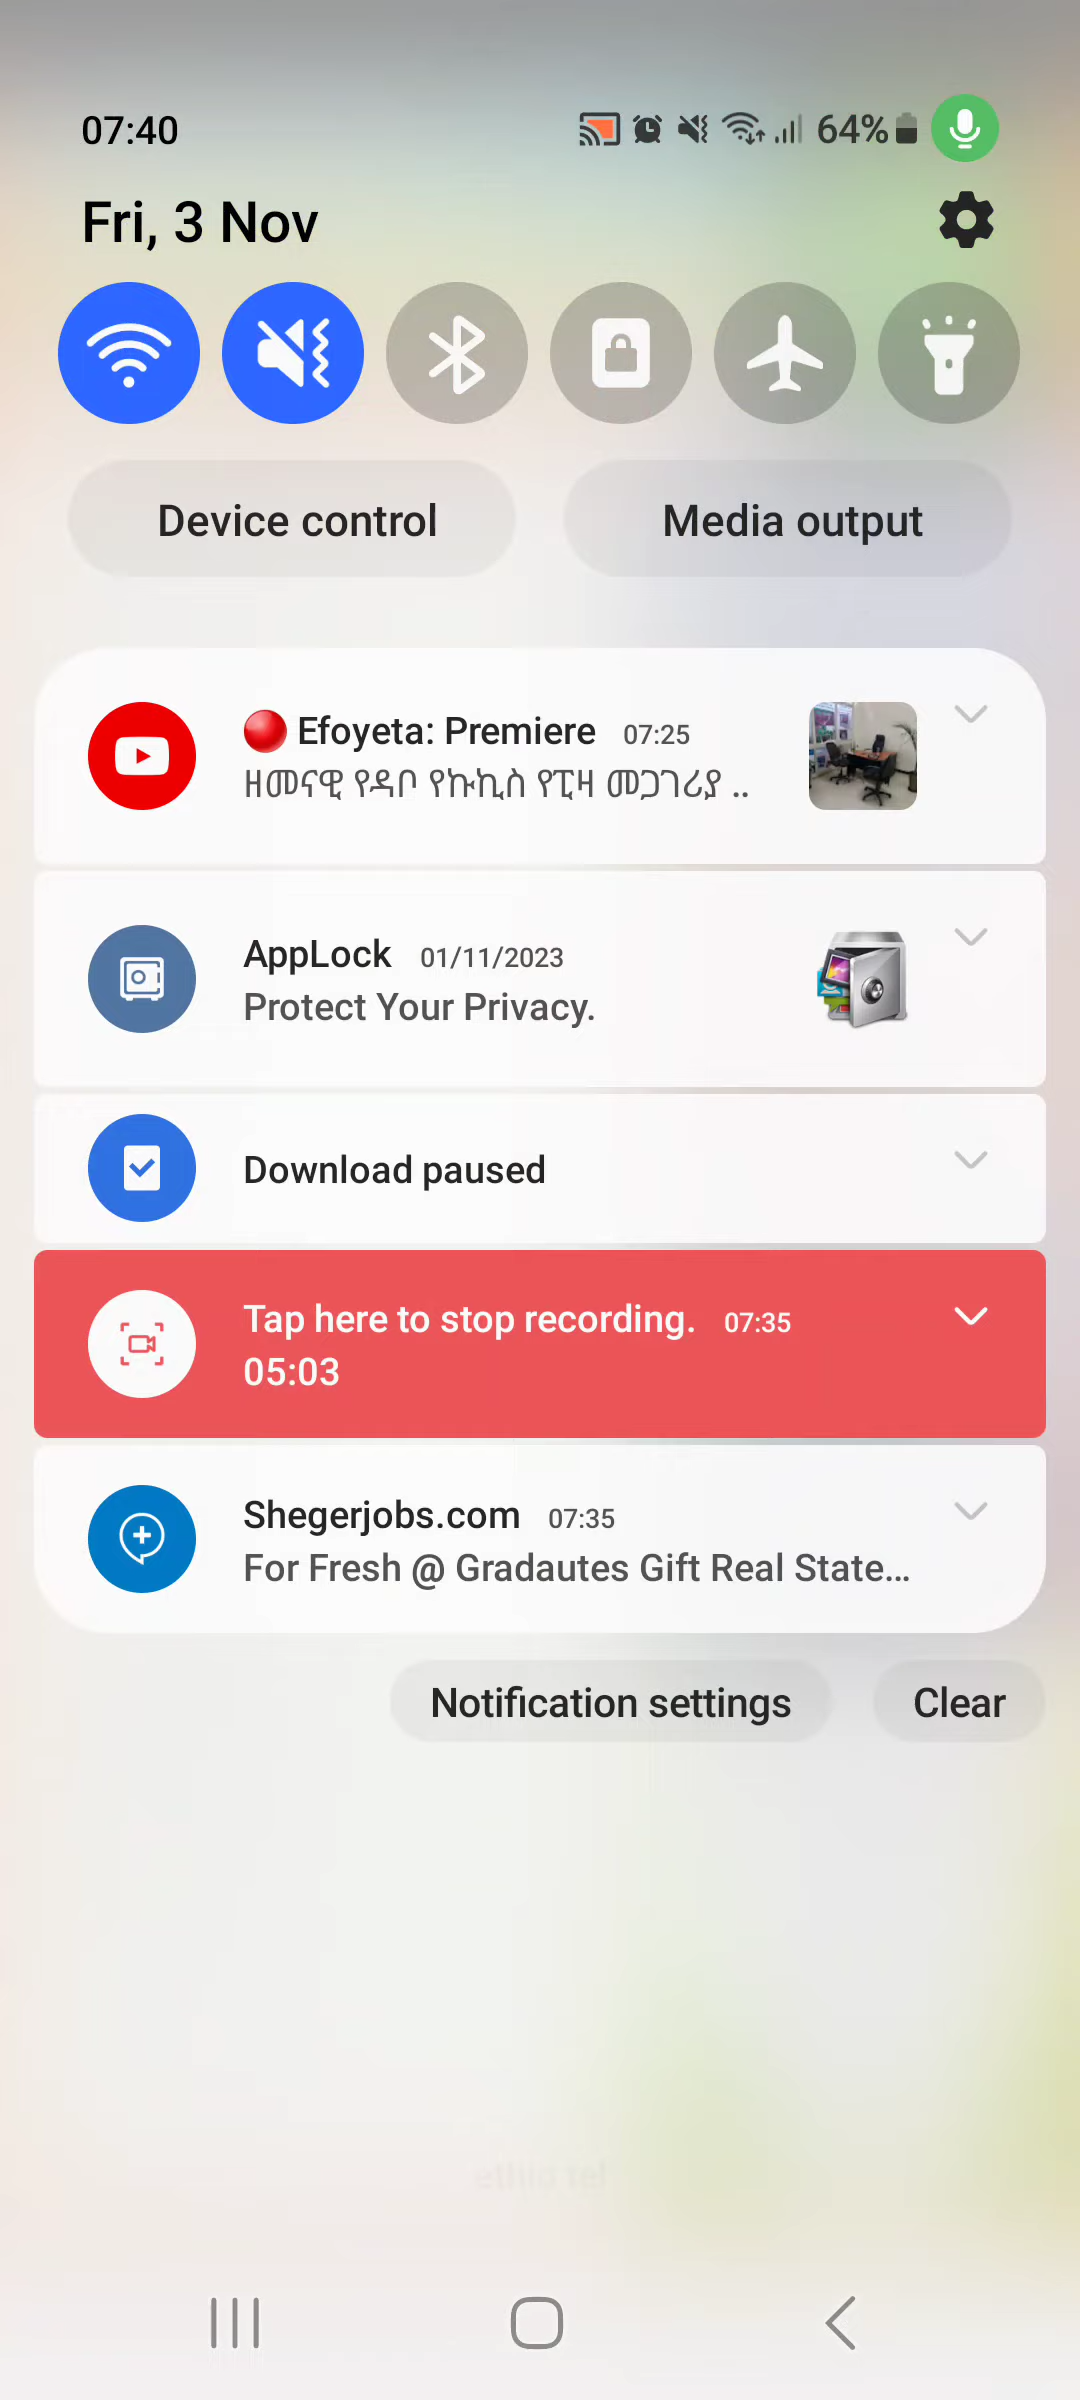 07:40
64%
Fri, 3 Nov
Device control
Media output
Efoyeta: Premiere 07:25
ዘመናዊ የዳቦ የኩኪስ የፒዛ መጋገሪያ ..
AppLock 01/11/2023
Protect Your Privacy.
Download paused
Tap here to stop recording. 07:35
05:03
Shegerjobs.com 07:35
For Fresh @ Gradautes Gift Real State...
Notification settings
Clear
ethio tel